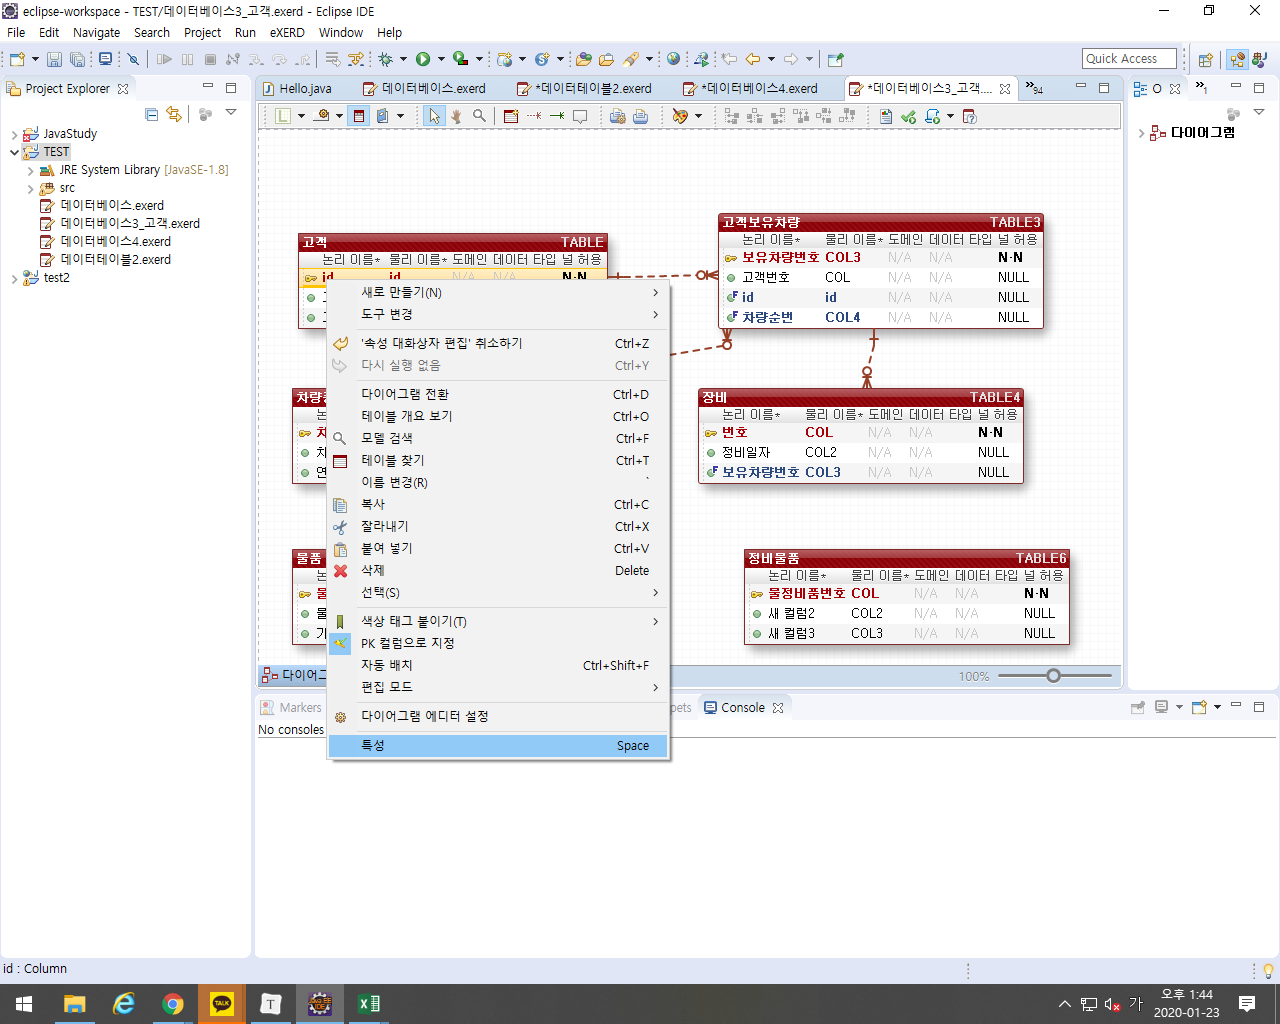 eclipse-workspace - TEST/데이터베이스3_고객.exerd - Eclipse IDE
File Edit Navigate Search Project Run eXERD Window Help
Quick Access
Project Explorer
Hello.java 데이터베이스.exerd *데이터테이블2.exerd *데이터베이스4.exerd *데이터베이스3_고객.... »94
O »1
JavaStudy
TEST
JRE System Library [JavaSE-1.8]
src
데이터베이스.exerd
데이터베이스3_고객.exerd
데이터베이스4.exerd
데이터테이블2.exerd
test2
다이어그램
고객 TABLE
논리 이름* 물리 이름* 도메인 데이터 타입 널 허용
id id N/A N/A N-N
고객보유차량 TABLE3
논리 이름* 물리 이름* 도메인 데이터 타입 널 허용
보유차량번호 COL3 N/A N/A N-N
고객번호 COL N/A N/A NULL
id id N/A N/A NULL
차량순번 COL4 N/A N/A NULL
장비 TABLE4
논리 이름* 물리 이름* 도메인 데이터 타입 널 허용
번호 COL N/A N/A N-N
정비일자 COL2 N/A N/A NULL
보유차량번호 COL3 N/A N/A NULL
물품
정비물품 TABLE6
논리 이름* 물리 이름* 도메인 데이터 타입 널 허용
물정비품번호 COL N/A N/A N-N
새 컬럼2 COL2 N/A N/A NULL
새 컬럼3 COL3 N/A N/A NULL
새로 만들기(N)
도구 변경
'속성 대화상자 편집' 취소하기 Ctrl+Z
다시 실행 없음 Ctrl+Y
다이어그램 전환 Ctrl+D
테이블 개요 보기 Ctrl+O
모델 검색 Ctrl+F
테이블 찾기 Ctrl+T
이름 변경(R) `
복사 Ctrl+C
잘라내기 Ctrl+X
붙여 넣기 Ctrl+V
삭제 Delete
선택(S)
색상 태그 붙이기(T)
PK 컬럼으로 지정
자동 배치 Ctrl+Shift+F
편집 모드
다이어그램 에디터 설정
특성 Space
다이어그 100%
Markers pets Console
No consoles
id : Column
TALK T Java EE IDE 가 오후 1:44
2020-01-23